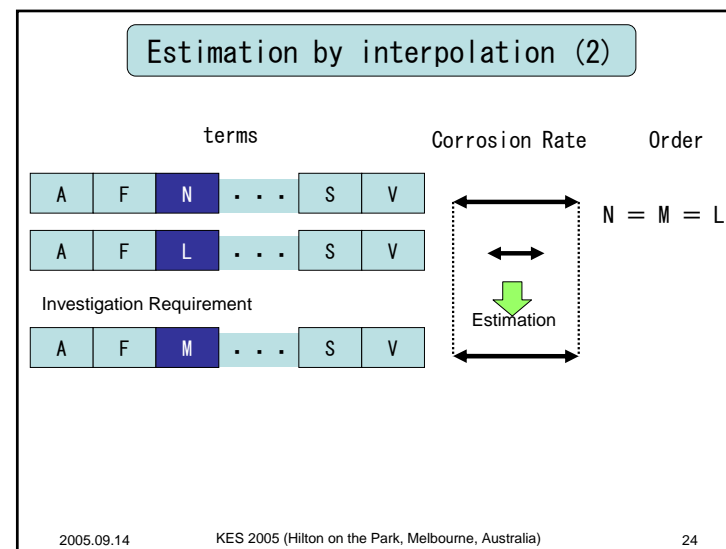 Estimation by interpolation (2)
terms Corrosion Rate Order
A F N ・・・ S V
N ＝ M ＝ L
A F L ・・・ S V
Investigation Requirement
Estimation
A F M ・・・ S V
2005.09.14 KES 2005 (Hilton on the Park, Melbourne, Australia) 24